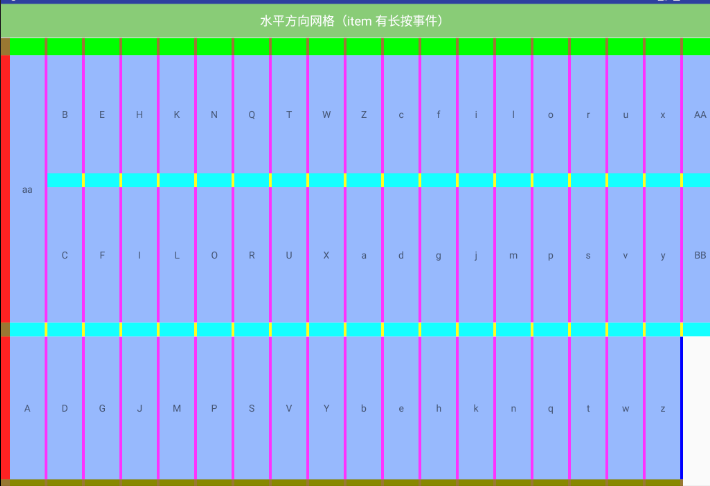 水平方向网格（item 有长按事件）
B E H K N Q T W Z c f i l o r u x AA
aa
C F I L O R U X a d g j m p s v y BB
A D G J M P S V Y b e h k n q t w z